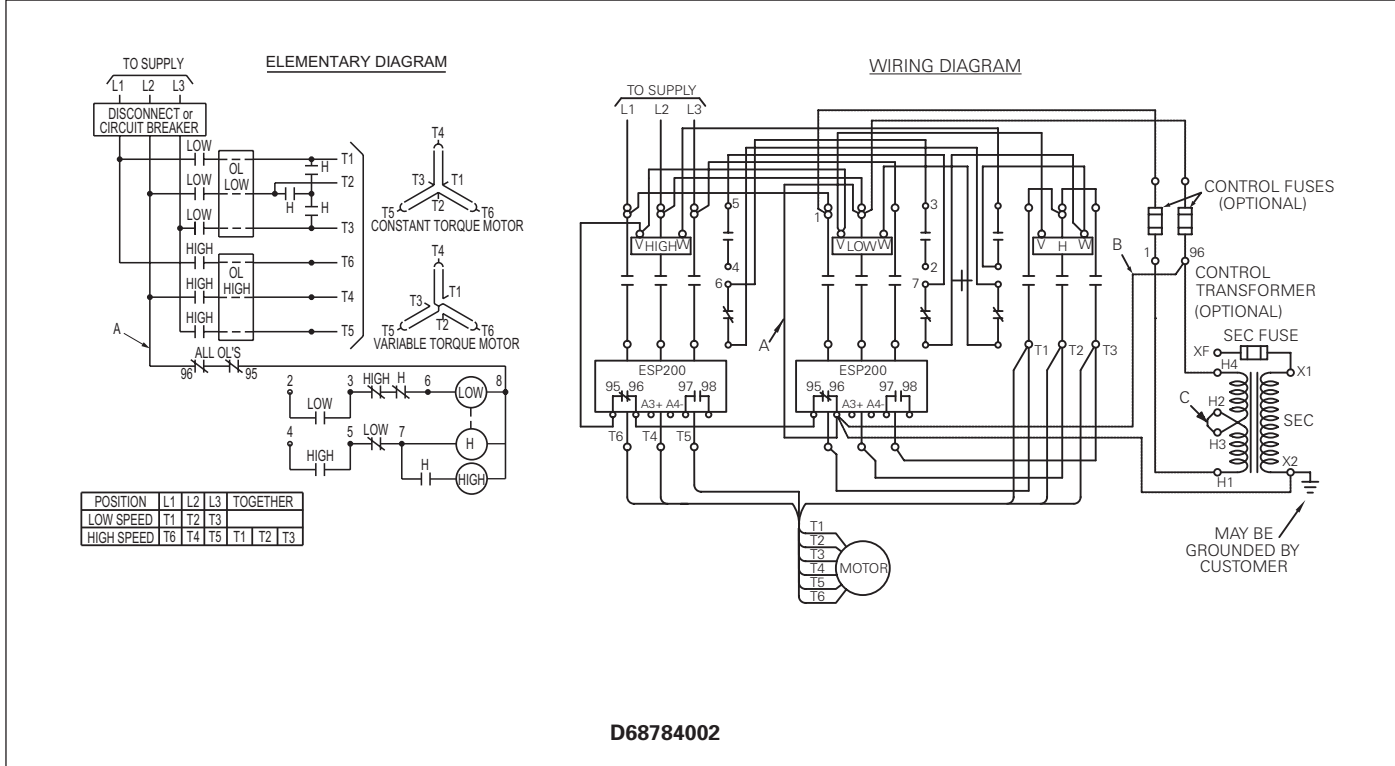 ELEMENTARY DIAGRAM
TO SUPPLY
L1 L2 L3
DISCONNECT or
CIRCUIT BREAKER
LOW
OL
LOW
T1
H
LOW
T2
H
H
LOW
T3
HIGH
OL
HIGH
T6
HIGH
T4
HIGH
T5
A
ALL OL'S
96 95
2 3 HIGH H 6 LOW 8
LOW
4 5 LOW 7 H
HIGH
H HIGH
T4
T3 T1
T2
T5 T6
CONSTANT TORQUE MOTOR
T4
T1
T3
T2
T5 T6
VARIABLE TORQUE MOTOR
POSITION L1 L2 L3 TOGETHER
LOW SPEED T1 T2 T3
HIGH SPEED T6 T4 T5 T1 T2 T3
WIRING DIAGRAM
TO SUPPLY
L1 L2 L3
5 1 3
V HIGH W
V LOW W
V H W
4 2
6 7
A
T1 T2 T3
ESP200
95 96 97 98
A3+ A4-
ESP200
95 96 97 98
A3+ A4-
T6 T4 T5
T1
T2
T3
T4
T5
T6
MOTOR
CONTROL FUSES
(OPTIONAL)
B
1 96
CONTROL
TRANSFORMER
(OPTIONAL)
SEC FUSE
XF
H4 X1
C H2
H3
SEC
X2
H1
MAY BE
GROUNDED BY
CUSTOMER
D68784002